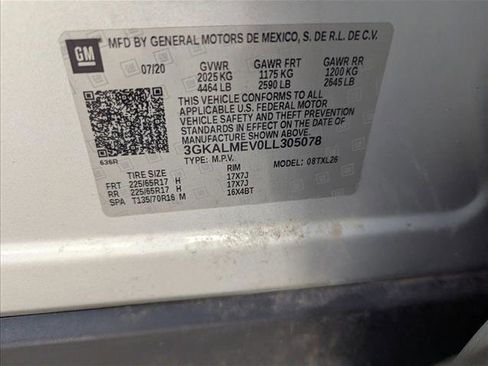 GM
MFD BY GENERAL MOTORS DE MEXICO, S. DE R.L. DE C.V.
07/20 GVWR GAWR FRT GAWR RR
2025 KG 1175 KG 1200 KG
4464 LB 2590 LB 2645 LB
THIS VEHICLE CONFORMS TO ALL
APPLICABLE U.S. FEDERAL MOTOR
VEHICLE SAFETY AND THEFT PREVENTION
STANDARDS IN EFFECT ON THE DATE OF
MANUFACTURE SHOWN ABOVE.
3GKALMEV0LL305078
636R
TYPE: M.P.V. MODEL: 08TXL26
TIRE SIZE RIM
FRT 225/65R17 H 17X7J
RR 225/65R17 H 17X7J
SPA T135/70R16 M 16X4BT